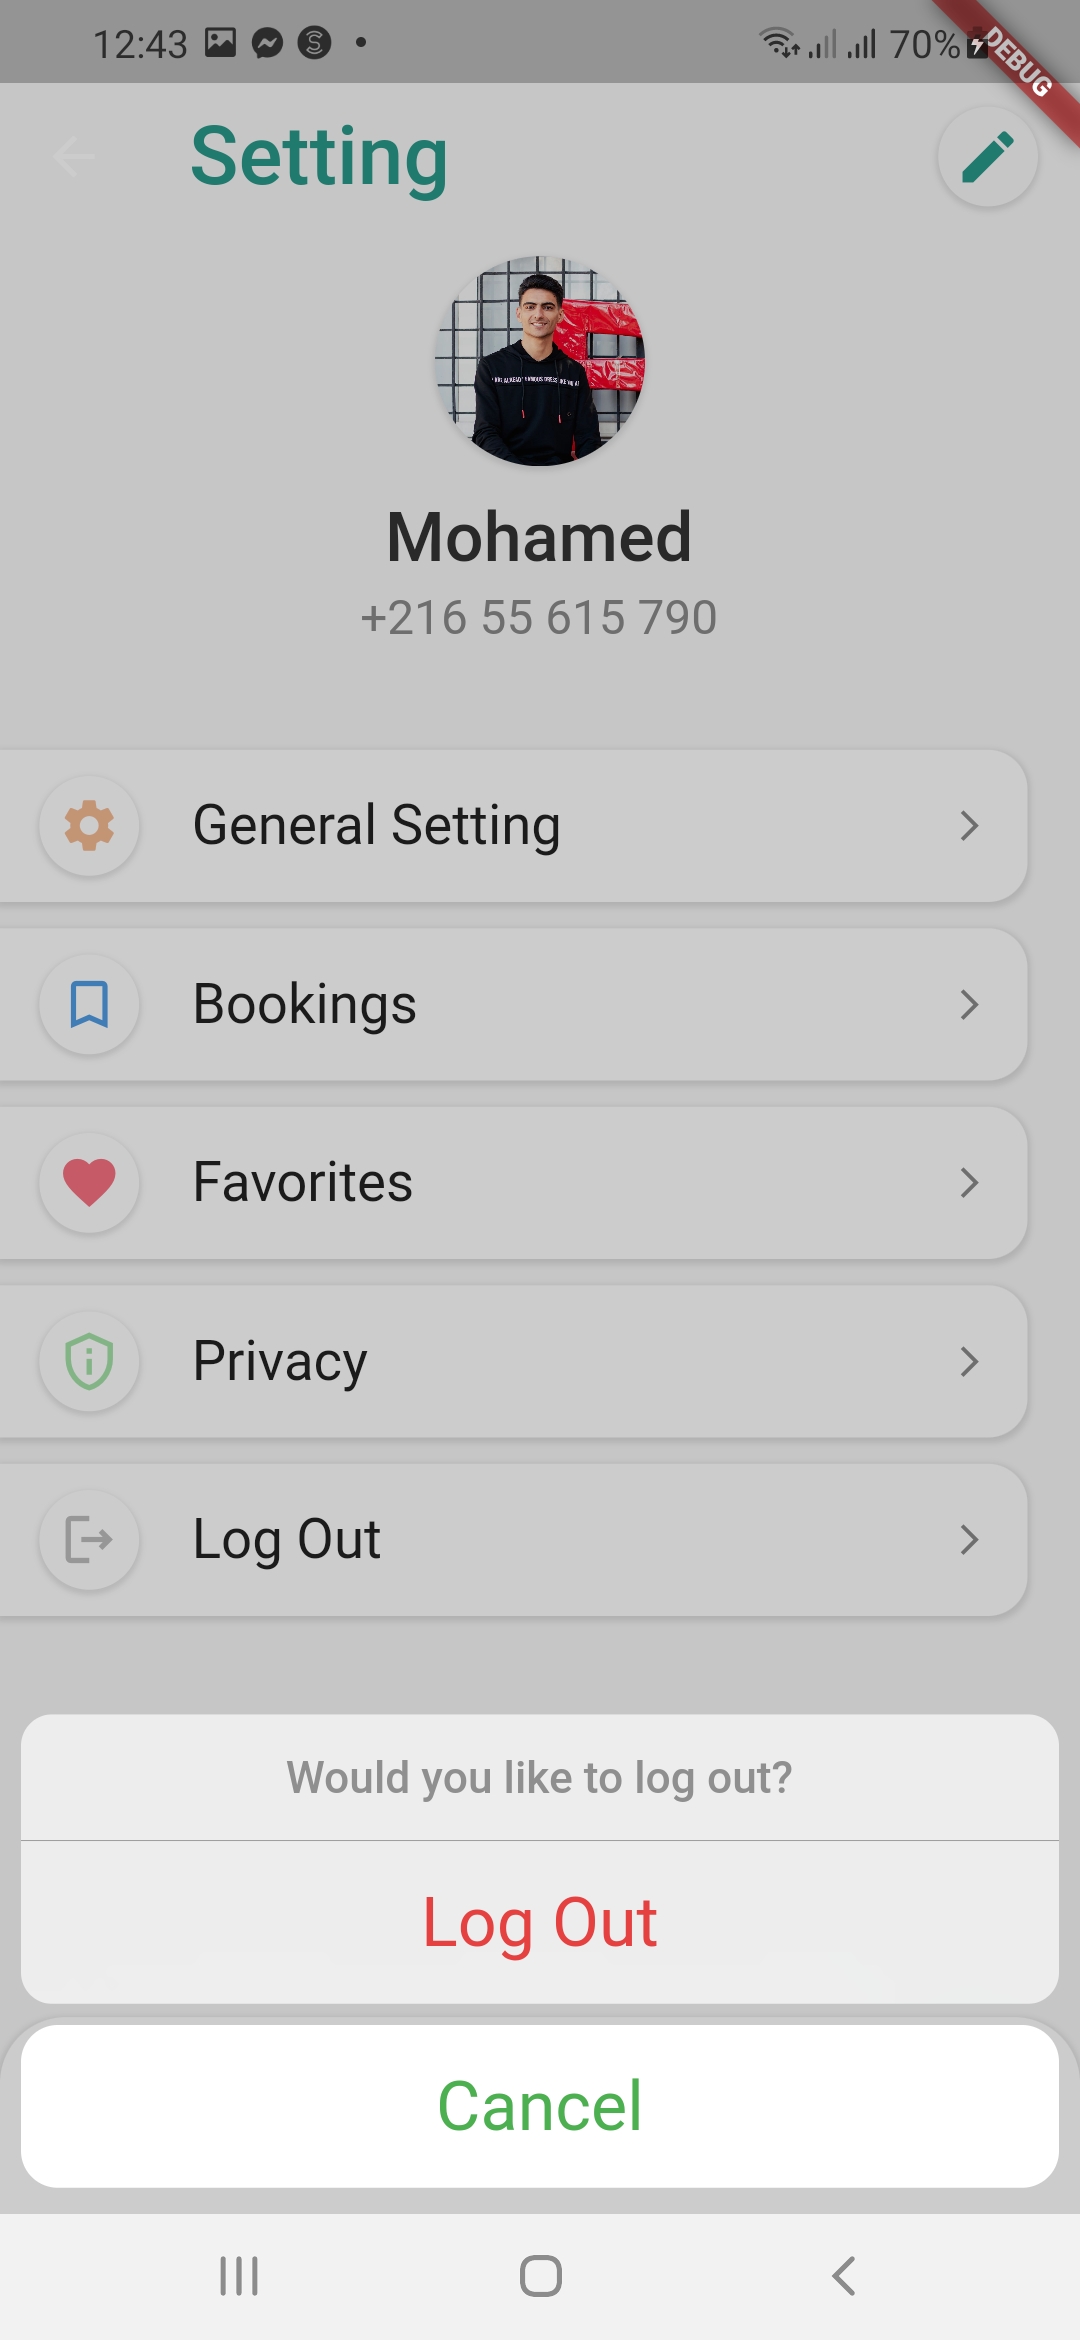 12:43
70%
DEBUG
Setting
Mohamed
+216 55 615 790
General Setting
Bookings
Favorites
Privacy
Log Out
Would you like to log out?
Log Out
Cancel